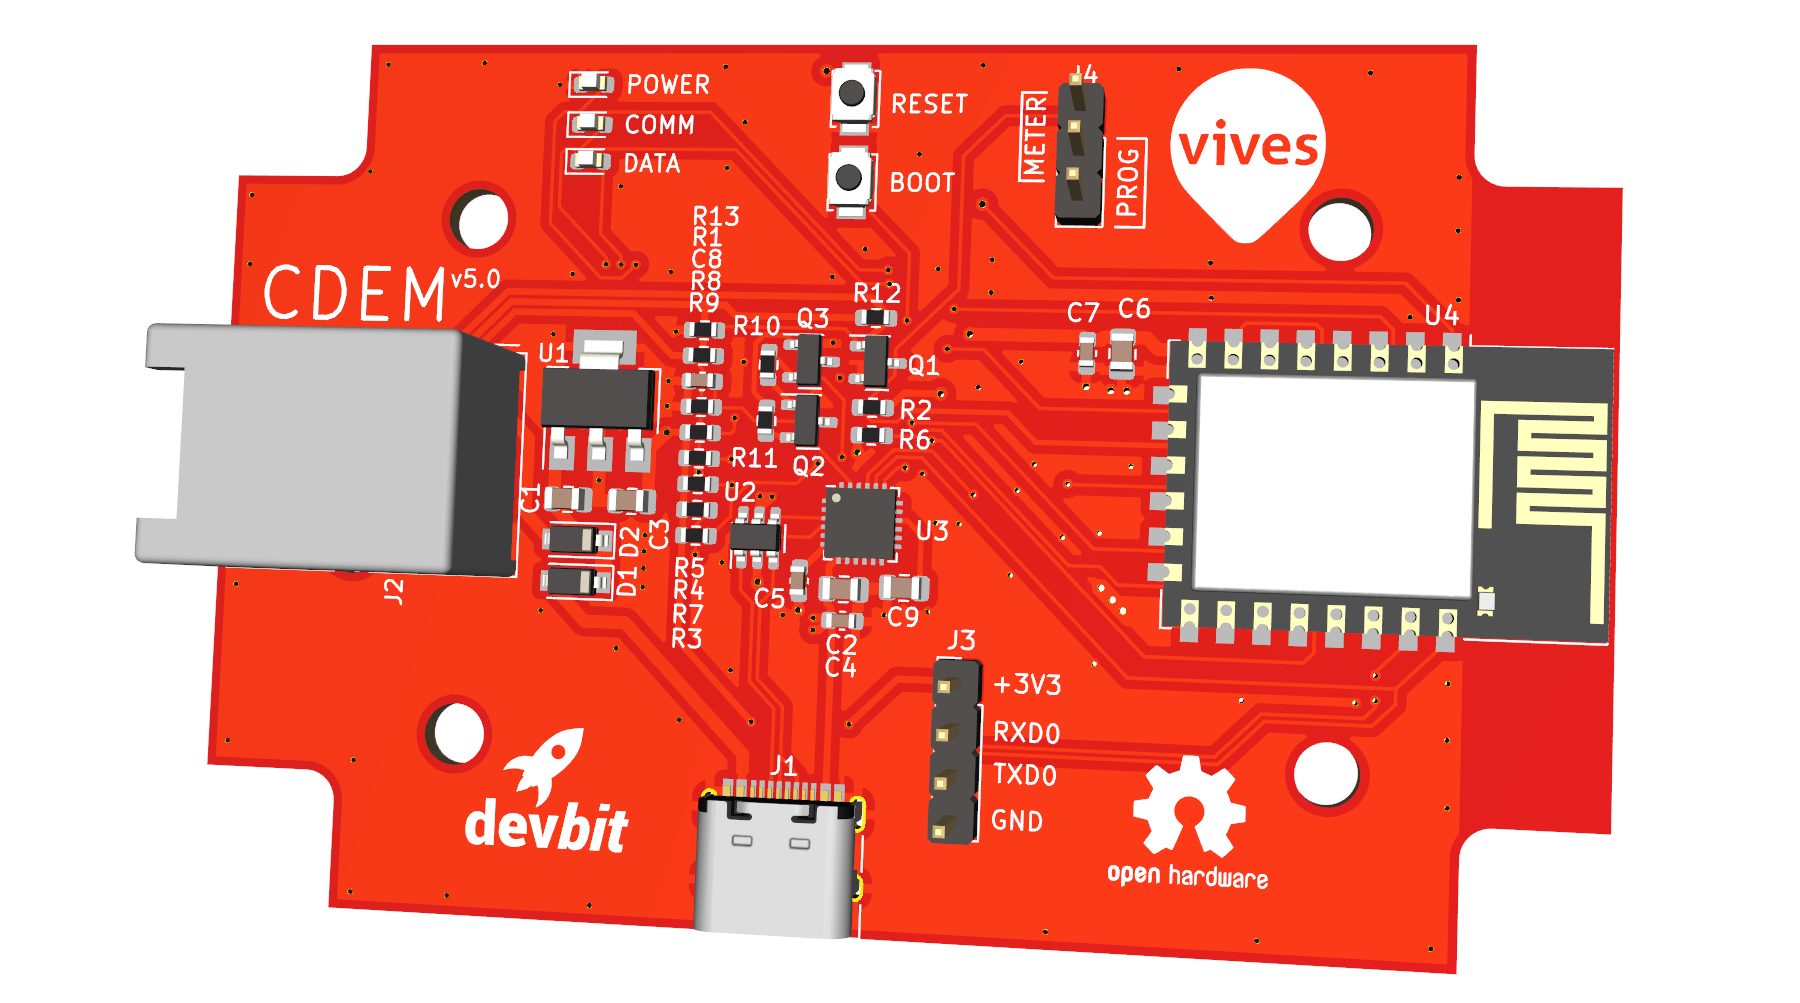 POWER
COMM
DATA
RESET
BOOT
J4
METER
PROG
vives
CDEM v5.0
R13
R1
C8
R8
R9
R10
Q3
R12
Q1
C7
C6
U4
U1
R2
R6
R11
Q2
U2
U3
C1
C3
D2
D1
J2
R5
R4
R7
R3
C5
C9
C2
C4
J3
+3V3
RXD0
TXD0
GND
J1
devbit
open hardware